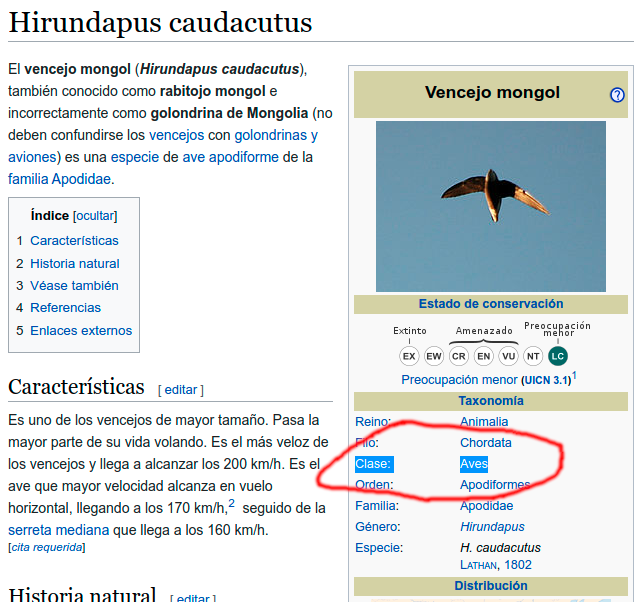 Hirundapus caudacutus
El vencejo mongol (Hirundapus caudacutus),
también conocido como rabitojo mongol e
incorrectamente como golondrina de Mongolia (no
deben confundirse los vencejos con golondrinas y
aviones) es una especie de ave apodiforme de la
familia Apodidae.
Índice [ocultar]
1 Características
2 Historia natural
3 Véase también
4 Referencias
5 Enlaces externos
Características [ editar ]
Es uno de los vencejos de mayor tamaño. Pasa la
mayor parte de su vida volando. Es el más veloz de
los vencejos y llega a alcanzar los 200 km/h. Es el
ave que mayor velocidad alcanza en vuelo
horizontal, llegando a los 170 km/h,2 seguido de la
serreta mediana que llega a los 160 km/h.
[cita requerida]
Historia natural [ editar ]
Vencejo mongol ?
Estado de conservación
Extinto Amenazado Preocupación menor
EX EW CR EN VU NT LC
Preocupación menor (UICN 3.1)1
Taxonomía
Reino: Animalia
Filo: Chordata
Clase: Aves
Orden: Apodiformes
Familia: Apodidae
Género: Hirundapus
Especie: H. caudacutus
LATHAN, 1802
Distribución